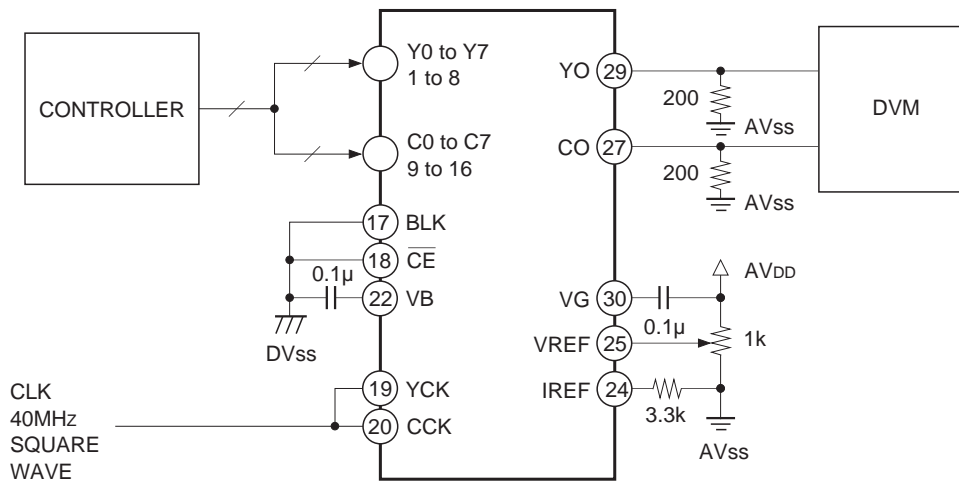 CONTROLLER
Y0 to Y7
1 to 8
C0 to C7
9 to 16
17
BLK
18
CE
0.1µ
22
VB
DVss
CLK
40MHz
SQUARE
WAVE
19
YCK
20
CCK
YO
29
200
AVss
DVM
CO
27
200
AVss
AVDD
VG
30
0.1µ
VREF
25
1k
IREF
24
3.3k
AVss